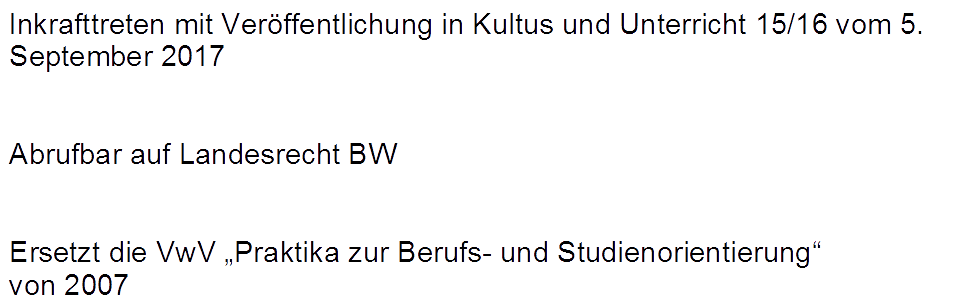 Inkrafttreten mit Veröffentlichung in Kultus und Unterricht 15/16 vom 5.
September 2017
Abrufbar auf Landesrecht BW
Ersetzt die VwV „Praktika zur Berufs- und Studienorientierung“
von 2007